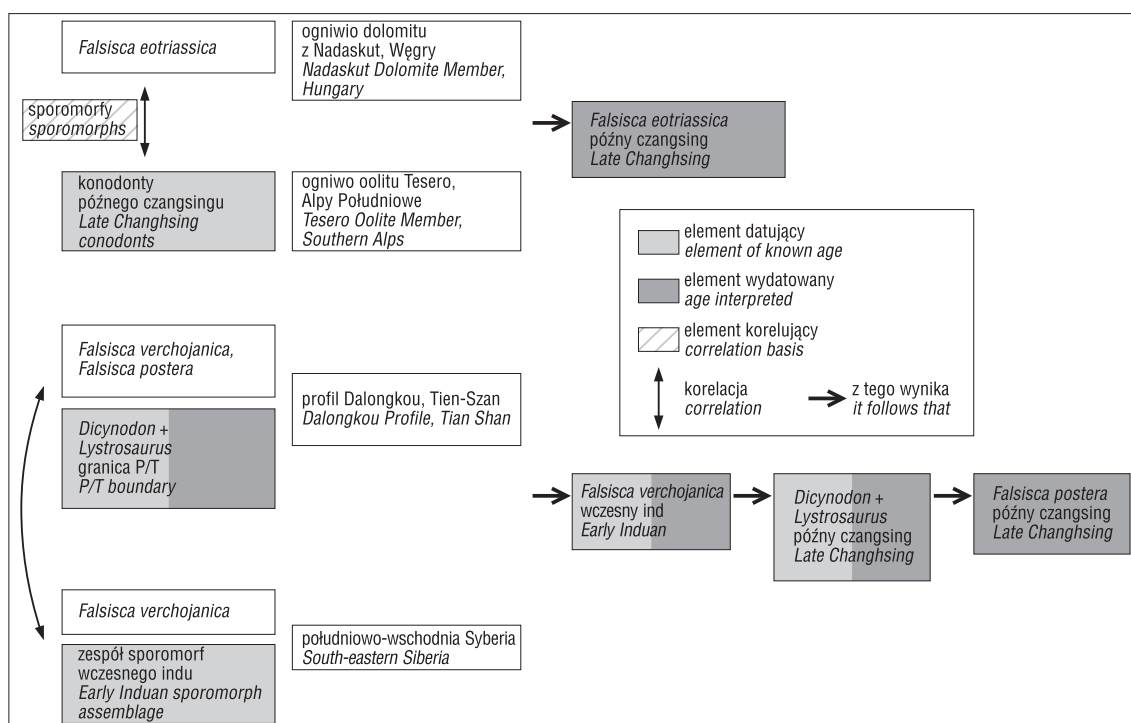 Falsisca eotriassica
ogniwio dolomitu
z Nadaskut, Węgry
Nadaskut Dolomite Member,
Hungary
sporomorfy
sporomorphs
Falsisca eotriassica
późny czangsing
Late Changhsing
konodonty
późnego czangsingu
Late Changhsing
conodonts
ogniwo oolitu Tesero,
Alpy Południowe
Tesero Oolite Member,
Southern Alps
element datujący
element of known age
element wydatowany
age interpreted
element korelujący
correlation basis
korelacja
correlation
z tego wynika
it follows that
Falsisca verchojanica,
Falsisca postera
Dicynodon +
Lystrosaurus
granica P/T
P/T boundary
profil Dalongkou, Tien-Szan
Dalongkou Profile, Tian Shan
Falsisca verchojanica
wczesny ind
Early Induan
Dicynodon +
Lystrosaurus
późny czangsing
Late Changhsing
Falsisca postera
późny czangsing
Late Changhsing
Falsisca verchojanica
zespół sporomorf
wczesnego indu
Early Induan sporomorph
assemblage
południowo-wschodnia Syberia
South-eastern Siberia